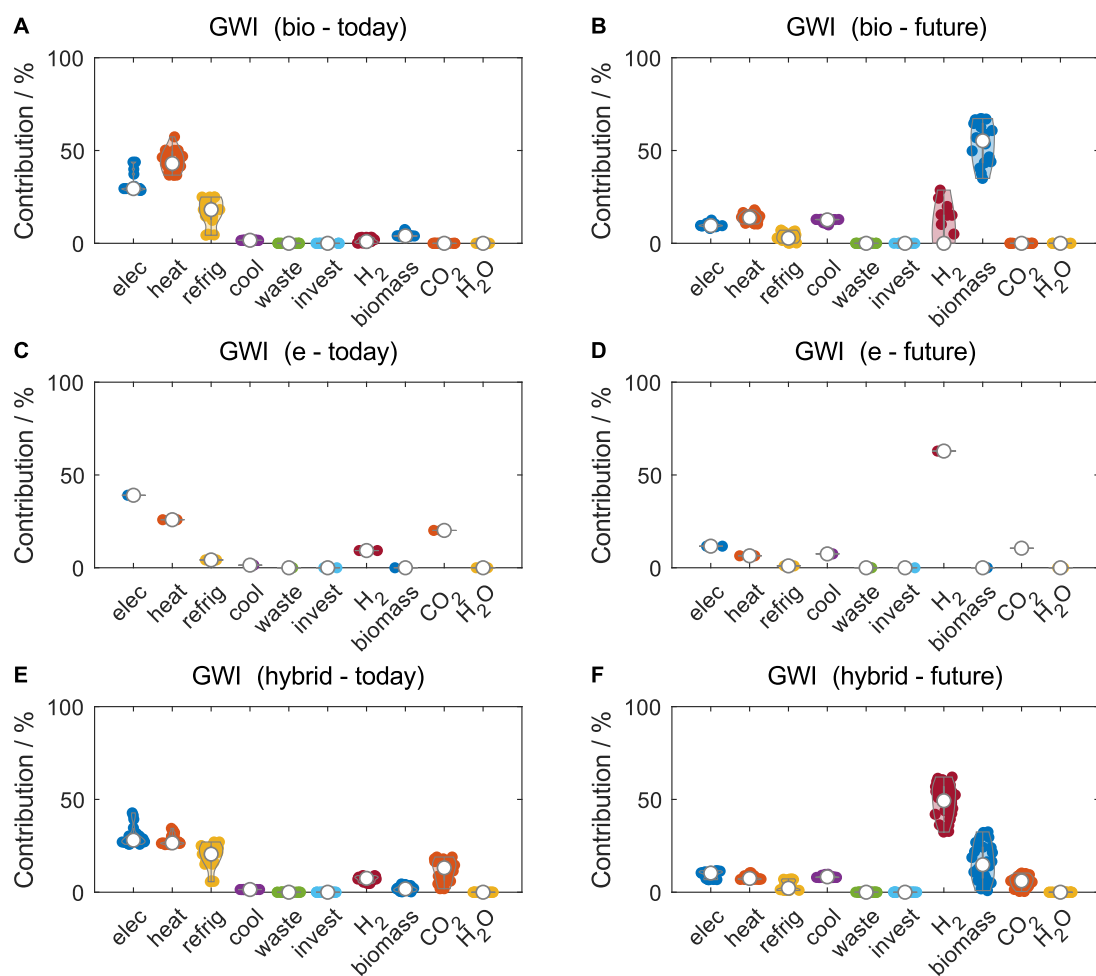 A GWI (bio - today)
100
50
0
Contribution / %
elec heat refrig cool waste invest H2 biomass CO2 H2O
B GWI (bio - future)
100
50
0
Contribution / %
elec heat refrig cool waste invest H2 biomass CO2 H2O
C GWI (e - today)
100
50
0
Contribution / %
elec heat refrig cool waste invest H2 biomass CO2 H2O
D GWI (e - future)
100
50
0
Contribution / %
elec heat refrig cool waste invest H2 biomass CO2 H2O
E GWI (hybrid - today)
100
50
0
Contribution / %
elec heat refrig cool waste invest H2 biomass CO2 H2O
F GWI (hybrid - future)
100
50
0
Contribution / %
elec heat refrig cool waste invest H2 biomass CO2 H2O